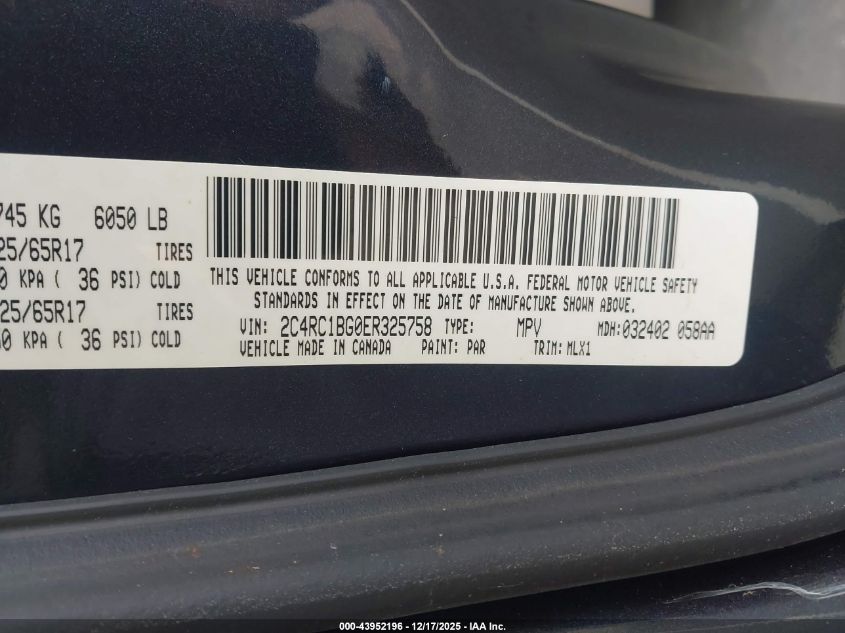 745 KG 6050 LB
25/65R17 TIRES
0 KPA ( 36 PSI) COLD
25/65R17 TIRES
0 KPA ( 36 PSI) COLD
THIS VEHICLE CONFORMS TO ALL APPLICABLE U.S.A. FEDERAL MOTOR VEHICLE SAFETY
STANDARDS IN EFFECT ON THE DATE OF MANUFACTURE SHOWN ABOVE.
VIN: 2C4RC1BG0ER325758 TYPE: MPV MDH:032402 058AA
VEHICLE MADE IN CANADA PAINT: PAR TRIM: MLX1
000-43952196 - 12/17/2025 - IAA Inc.